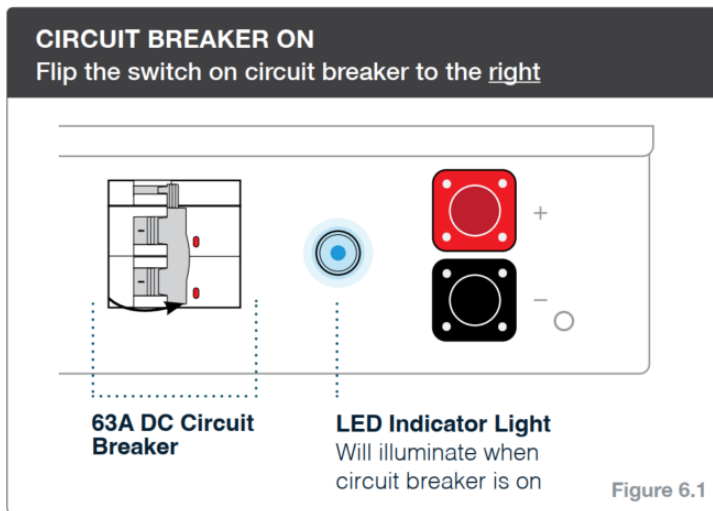 CIRCUIT BREAKER ON
Flip the switch on circuit breaker to the right
+
−
63A DC Circuit
Breaker
LED Indicator Light
Will illuminate when
circuit breaker is on
Figure 6.1